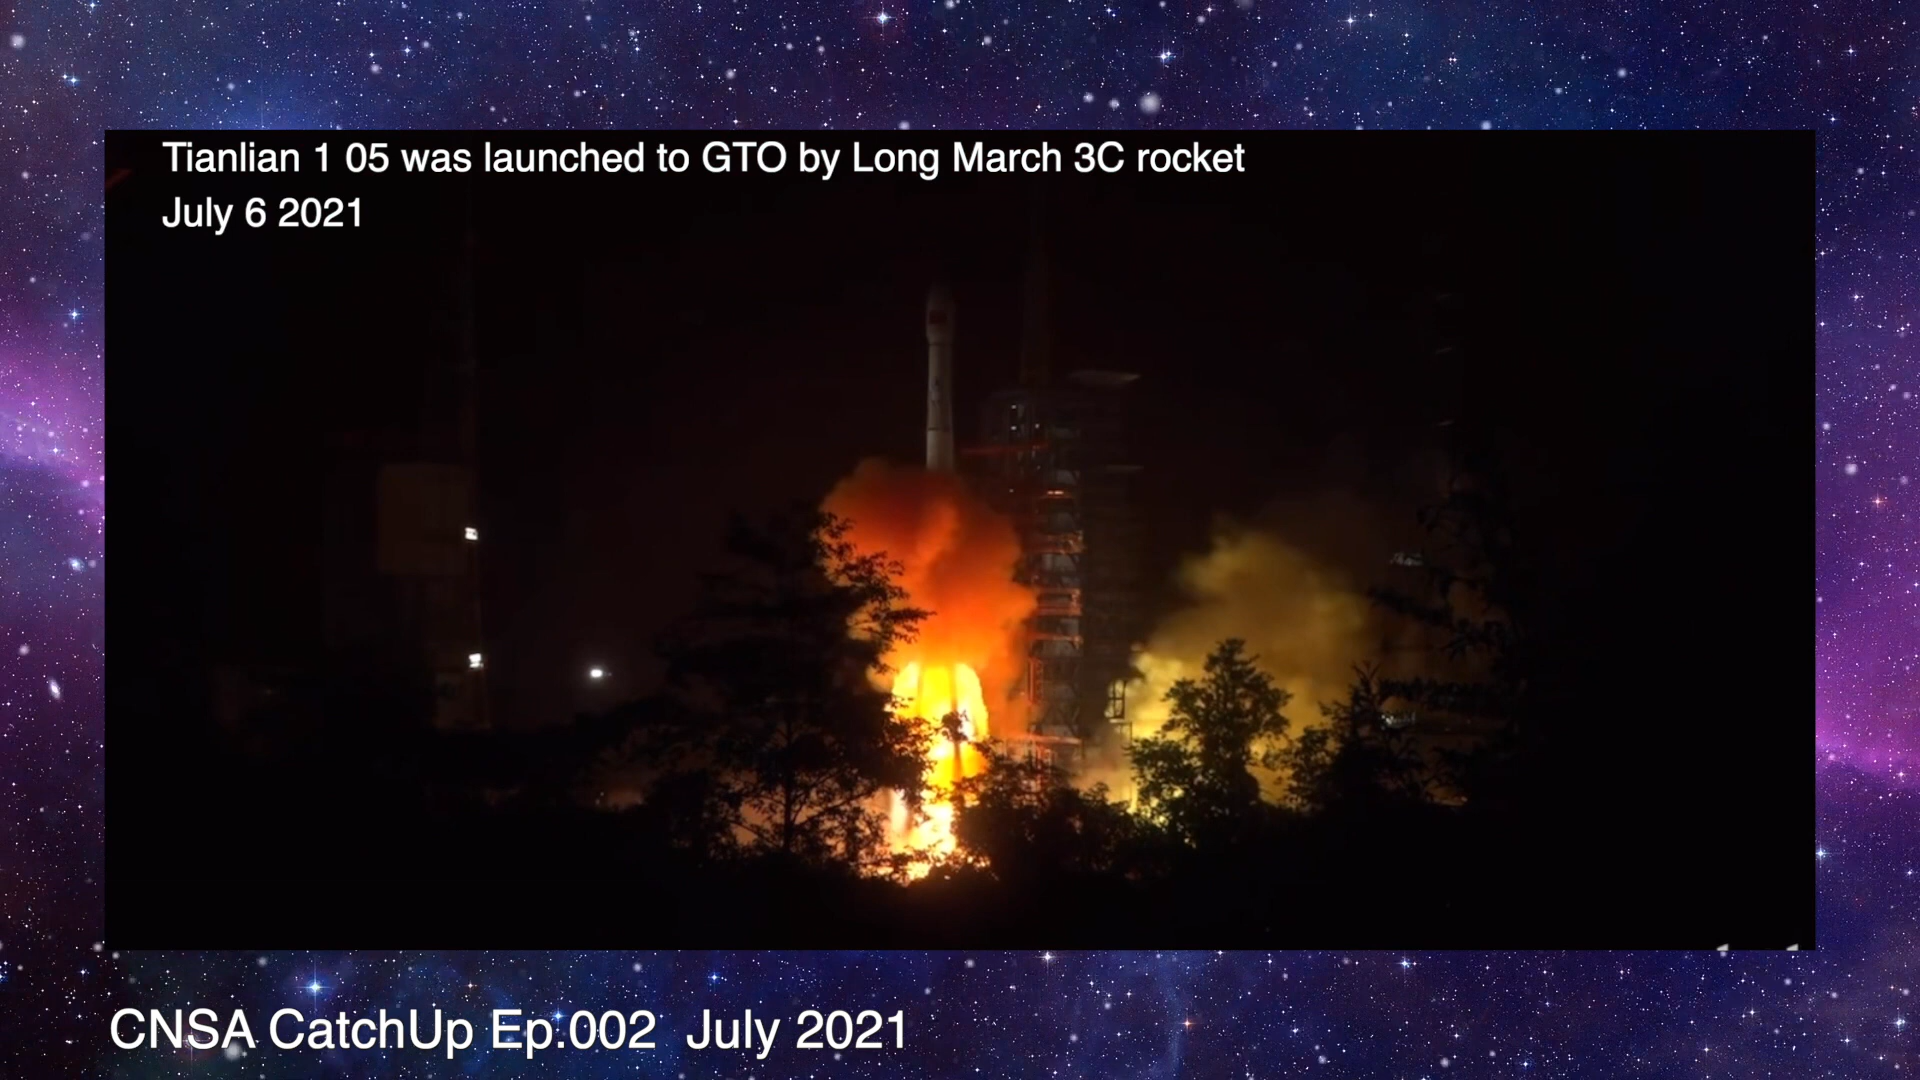 Tianlian 1 05 was launched to GTO by Long March 3C rocket
July 6 2021
CNSA CatchUp Ep.002 July 2021